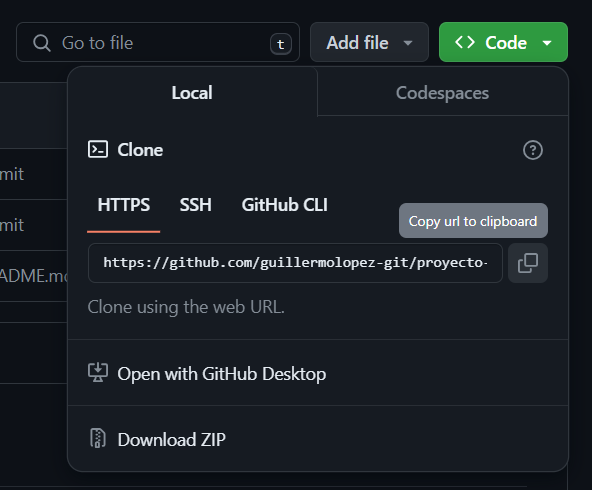 Go to file t Add file Code
Local Codespaces
Clone
mit
HTTPS SSH GitHub CLI
Copy url to clipboard
mit
https://github.com/guillermolopez-git/proyecto-
ADME.md
Clone using the web URL.
Open with GitHub Desktop
Download ZIP